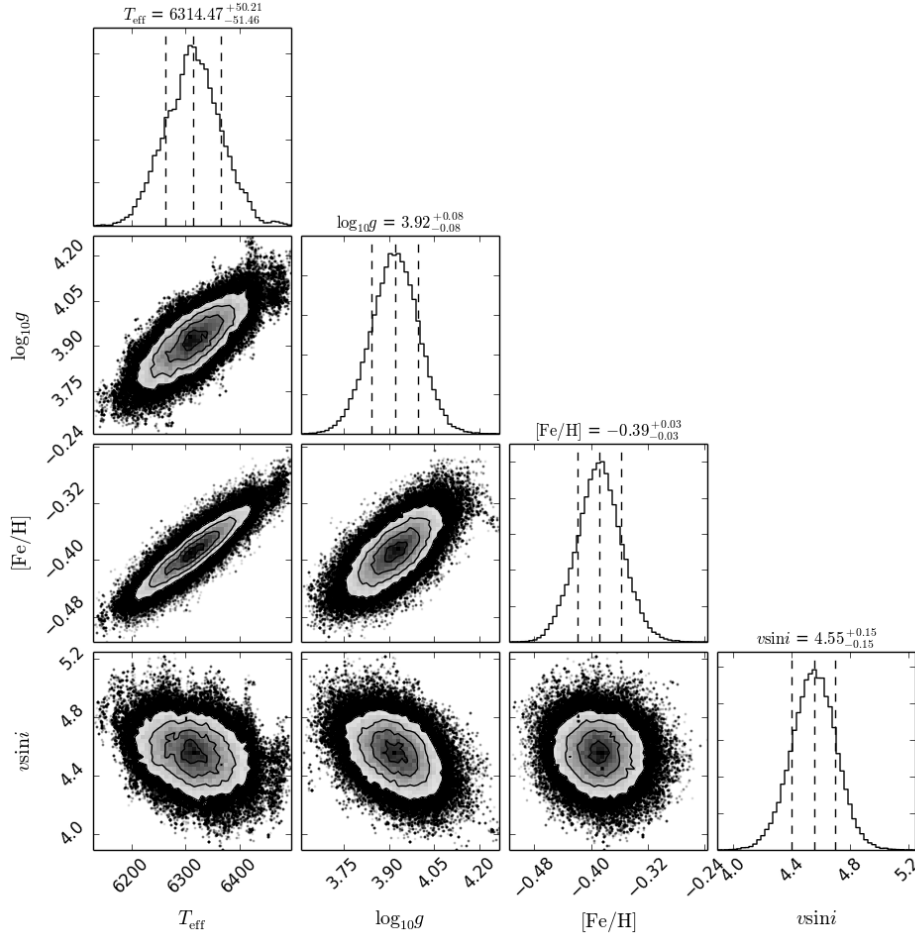 T_eff = 6314.47^{+50.21}_{-51.46}
log₁₀g = 3.92^{+0.08}_{-0.08}
4.20
4.05
3.90
3.75
log₁₀g
[Fe/H] = −0.39^{+0.03}_{-0.03}
−0.24
−0.32
−0.40
−0.48
[Fe/H]
vsini = 4.55^{+0.15}_{-0.15}
5.2
4.8
4.4
4.0
vsini
6200 6300 6400
3.75 3.90 4.05 4.20
−0.48 −0.40 −0.32 −0.24
4.0 4.4 4.8 5.2
T_eff log₁₀g [Fe/H] vsini